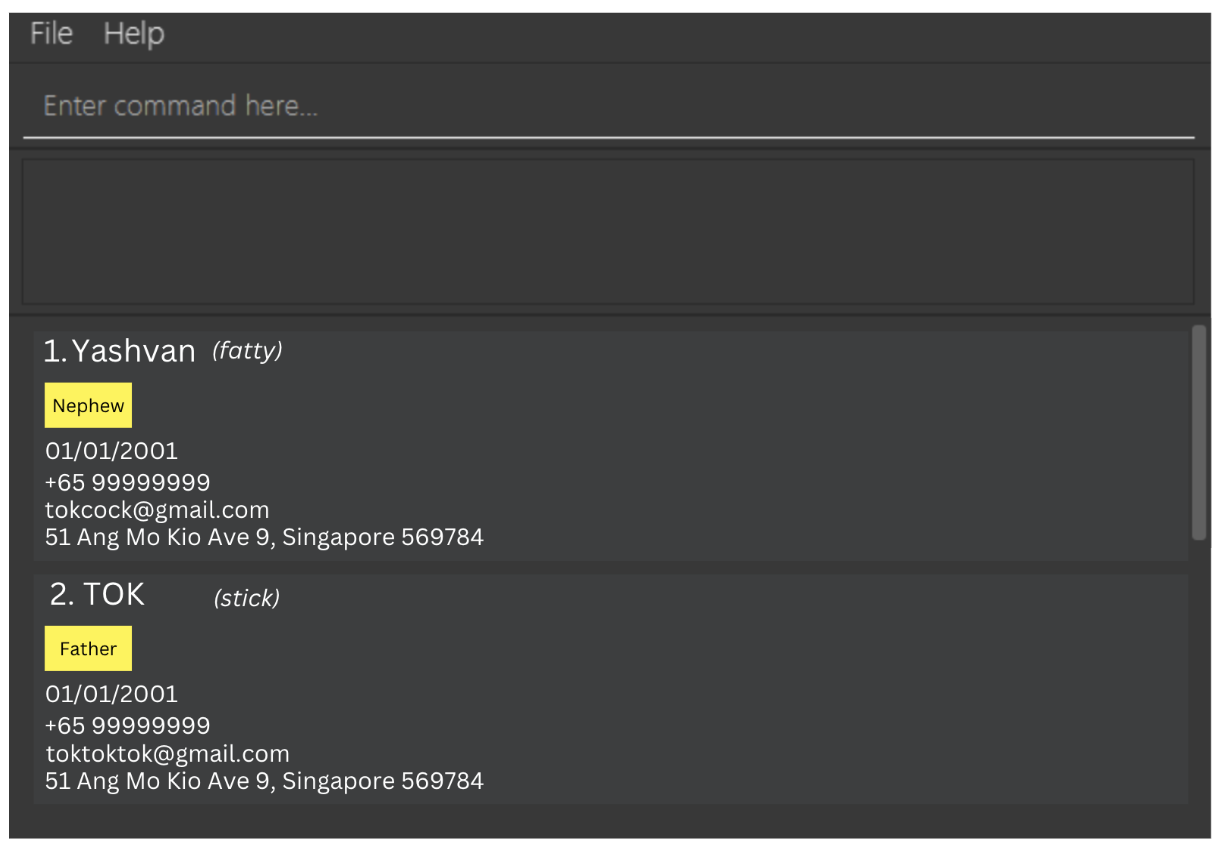 File Help
Enter command here...
1. Yashvan (fatty)
Nephew
01/01/2001
+65 99999999
tokcock@gmail.com
51 Ang Mo Kio Ave 9, Singapore 569784
2. TOK (stick)
Father
01/01/2001
+65 99999999
toktoktok@gmail.com
51 Ang Mo Kio Ave 9, Singapore 569784